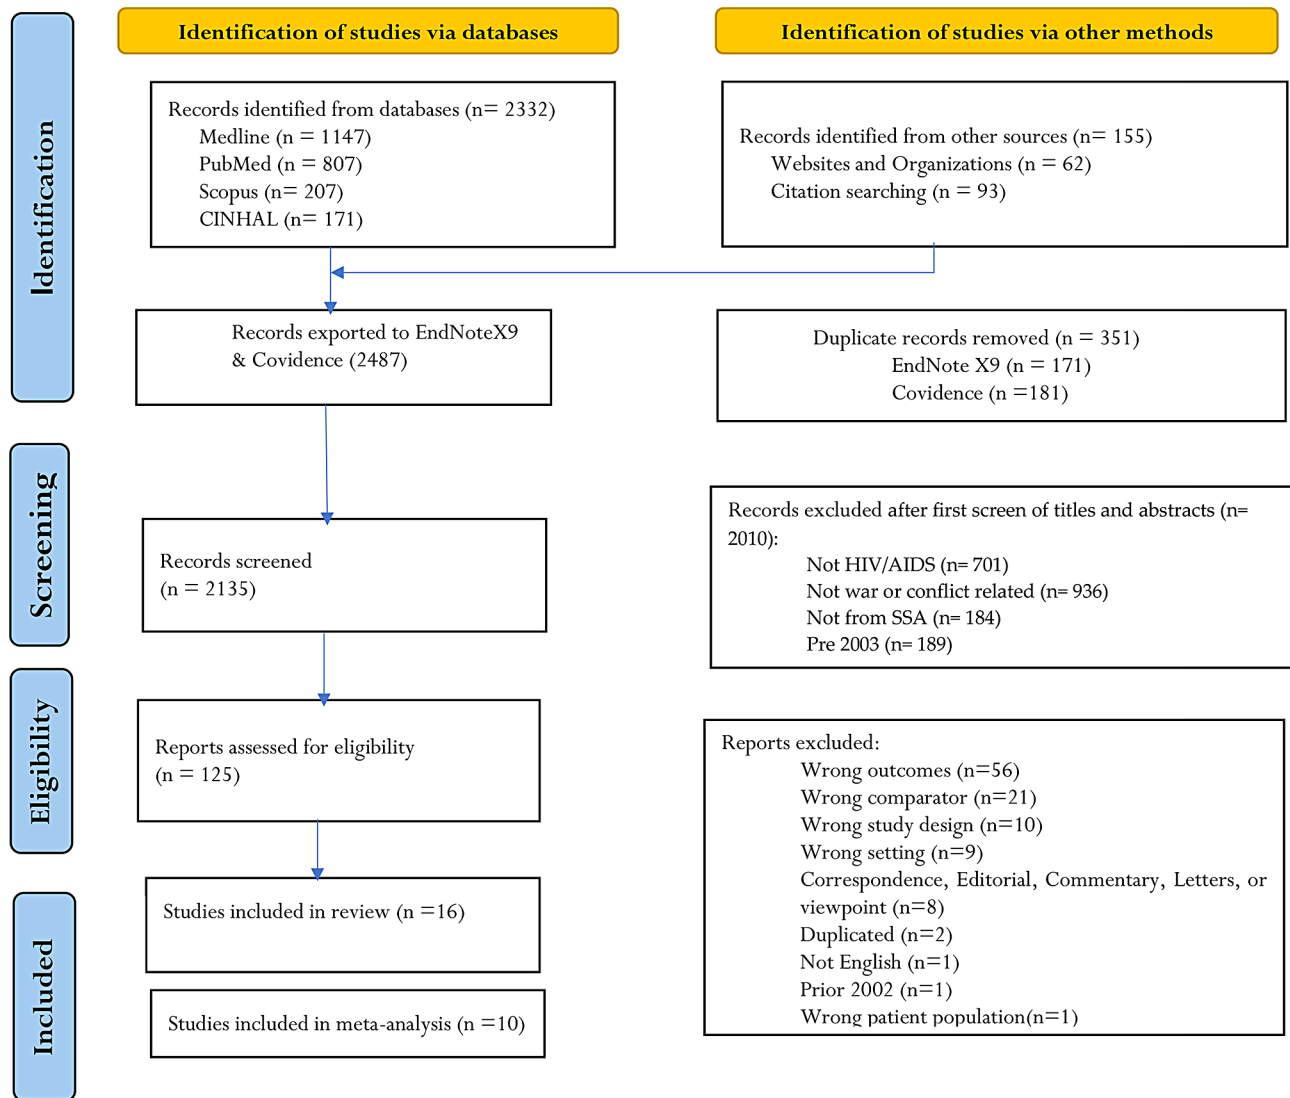 Identification of studies via databases
Identification of studies via other methods
Identification
Records identified from databases (n= 2332)
Medline (n = 1147)
PubMed (n = 807)
Scopus (n= 207)
CINHAL (n= 171)
Records identified from other sources (n= 155)
Websites and Organizations (n = 62)
Citation searching (n = 93)
Records exported to EndNoteX9
& Covidence (2487)
Duplicate records removed (n = 351)
EndNote X9 (n = 171)
Covidence (n =181)
Screening
Records screened
(n = 2135)
Records excluded after first screen of titles and abstracts (n=
2010):
Not HIV/AIDS (n= 701)
Not war or conflict related (n= 936)
Not from SSA (n= 184)
Pre 2003 (n= 189)
Eligibility
Reports assessed for eligibility
(n = 125)
Reports excluded:
Wrong outcomes (n=56)
Wrong comparator (n=21)
Wrong study design (n=10)
Wrong setting (n=9)
Correspondence, Editorial, Commentary, Letters, or
viewpoint (n=8)
Duplicated (n=2)
Not English (n=1)
Prior 2002 (n=1)
Wrong patient population(n=1)
Included
Studies included in review (n =16)
Studies included in meta-analysis (n =10)